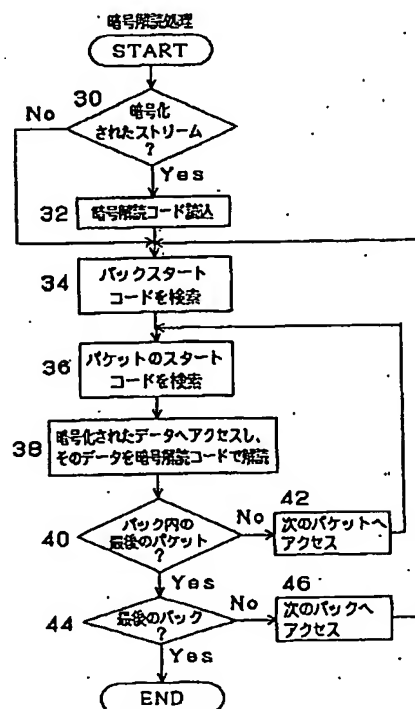 暗号解読処理
START
30
暗号化
されたストリーム
?
No
Yes
32
暗号解読コード読込
34
パックスタート
コードを検索
36
パケットのスタート
コードを検索
38
暗号化されたデータへアクセスし、
そのデータを暗号解読コードで解読
40
パック内の
最後のパケット
?
No
42
次のパケットへ
アクセス
Yes
44
最後のパック
?
No
46
次のパックへ
アクセス
Yes
END